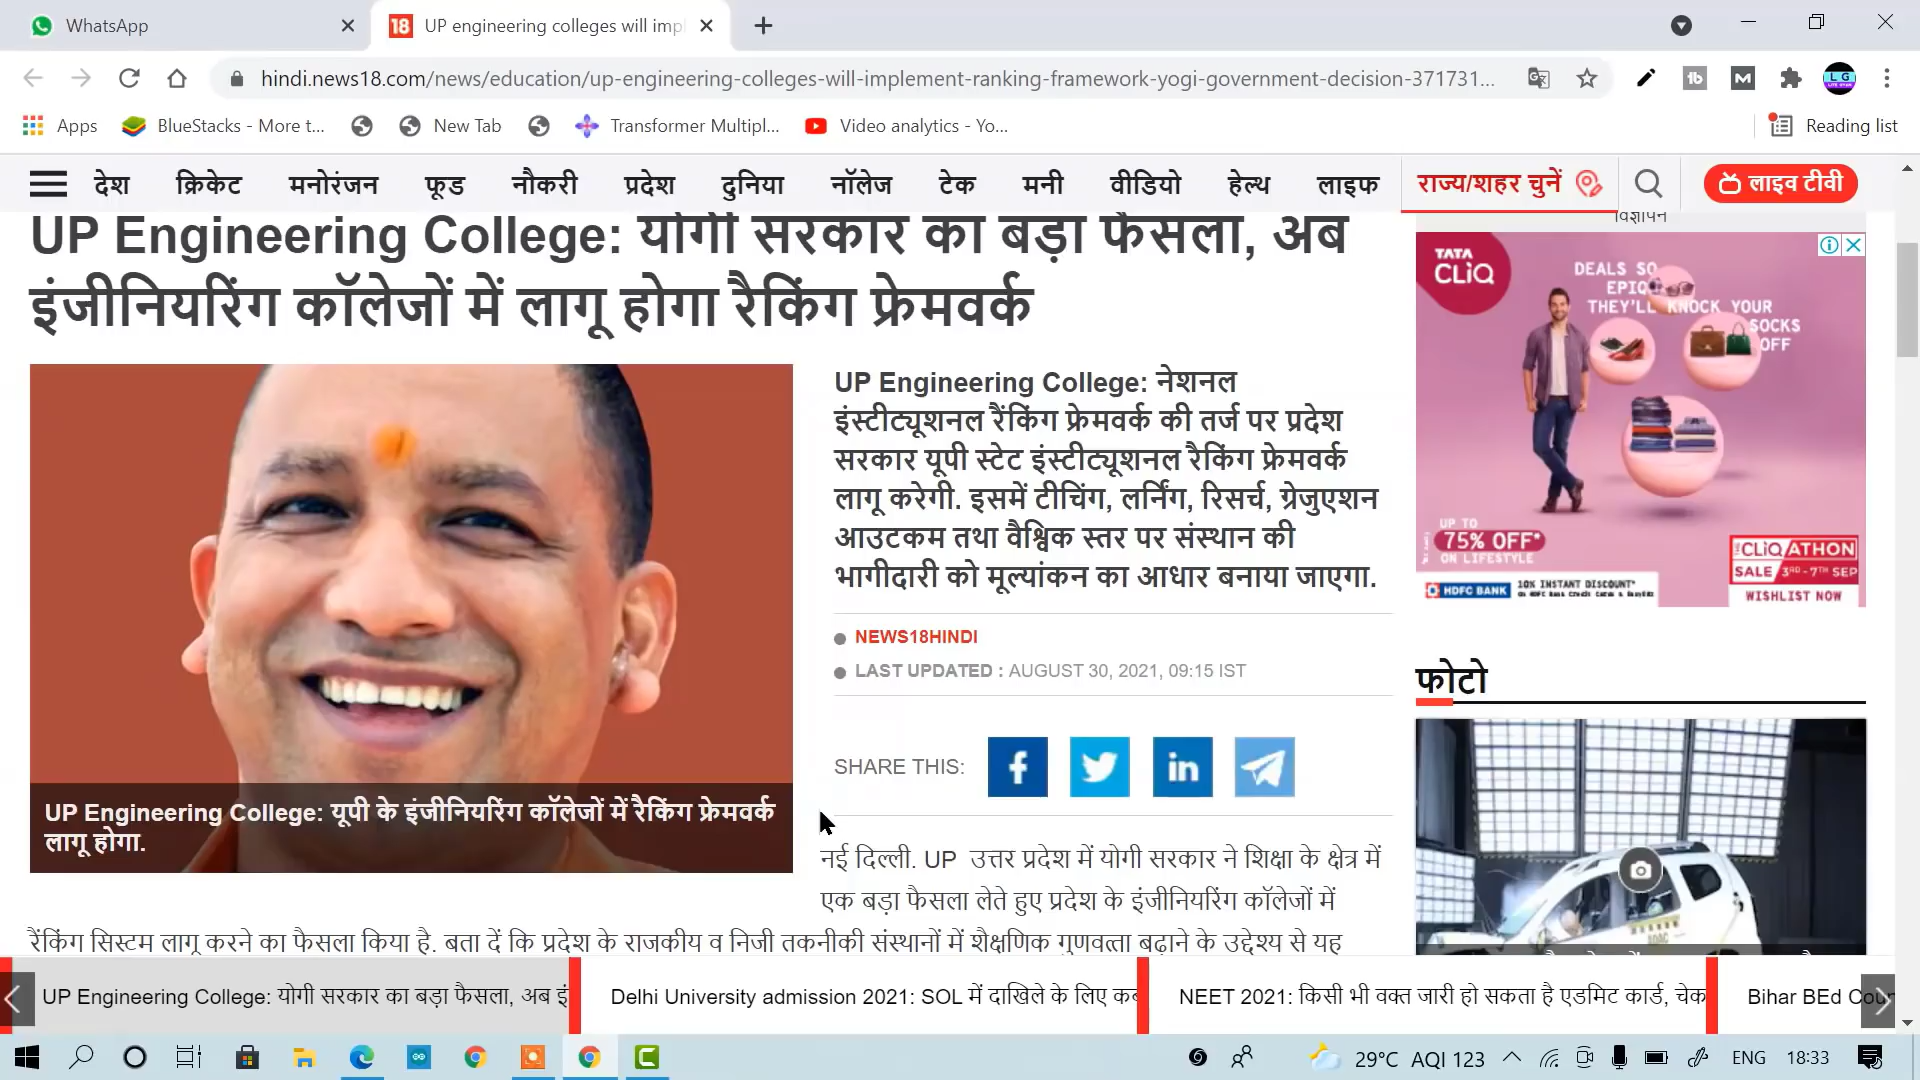 WhatsApp
18 UP engineering colleges will imp
hindi.news18.com/news/education/up-engineering-colleges-will-implement-ranking-framework-yogi-government-decision-371731...
Apps BlueStacks - More t... New Tab Transformer Multipl... Video analytics - Yo... Reading list
देश क्रिकेट मनोरंजन फूड नौकरी प्रदेश दुनिया नॉलेज टेक मनी वीडियो हेल्थ लाइफ राज्य/शहर चुनें लाइव टीवी
UP Engineering College: योगी सरकार का बड़ा फैसला, अब
इंजीनियरिंग कॉलेजों में लागू होगा रैकिंग फ्रेमवर्क
UP Engineering College: यूपी के इंजीनियरिंग कॉलेजों में रैकिंग फ्रेमवर्क
लागू होगा.
UP Engineering College: नेशनल
इंस्टीट्यूशनल रैंकिंग फ्रेमवर्क की तर्ज पर प्रदेश
सरकार यूपी स्टेट इंस्टीट्यूशनल रैकिंग फ्रेमवर्क
लागू करेगी. इसमें टीचिंग, लर्निंग, रिसर्च, ग्रेजुएशन
आउटकम तथा वैश्विक स्तर पर संस्थान की
भागीदारी को मूल्यांकन का आधार बनाया जाएगा.
NEWS18HINDI
LAST UPDATED : AUGUST 30, 2021, 09:15 IST
SHARE THIS:
नई दिल्ली. UP उत्तर प्रदेश में योगी सरकार ने शिक्षा के क्षेत्र में
एक बड़ा फैसला लेते हुए प्रदेश के इंजीनियरिंग कॉलेजों में
रैंकिंग सिस्टम लागू करने का फैसला किया है. बता दें कि प्रदेश के राजकीय व निजी तकनीकी संस्थानों में शैक्षणिक गुणवत्ता बढ़ाने के उद्देश्य से यह
विज्ञापन
TATA
CLiQ
DEALS SO
EPIC
THEY'LL KNOCK YOUR
SOCKS
OFF
UP TO
75% OFF*
ON LIFESTYLE
CLiQ/ATHON
SALE 3RD-7TH SEP
WISHLIST NOW
HDFC BANK 10% INSTANT DISCOUNT*
फोटो
UP Engineering College: योगी सरकार का बड़ा फैसला, अब इं
Delhi University admission 2021: SOL में दाखिले के लिए कब
NEET 2021: किसी भी वक्त जारी हो सकता है एडमिट कार्ड, चेक
Bihar BEd Coun
29°C AQI 123 ENG 18:33